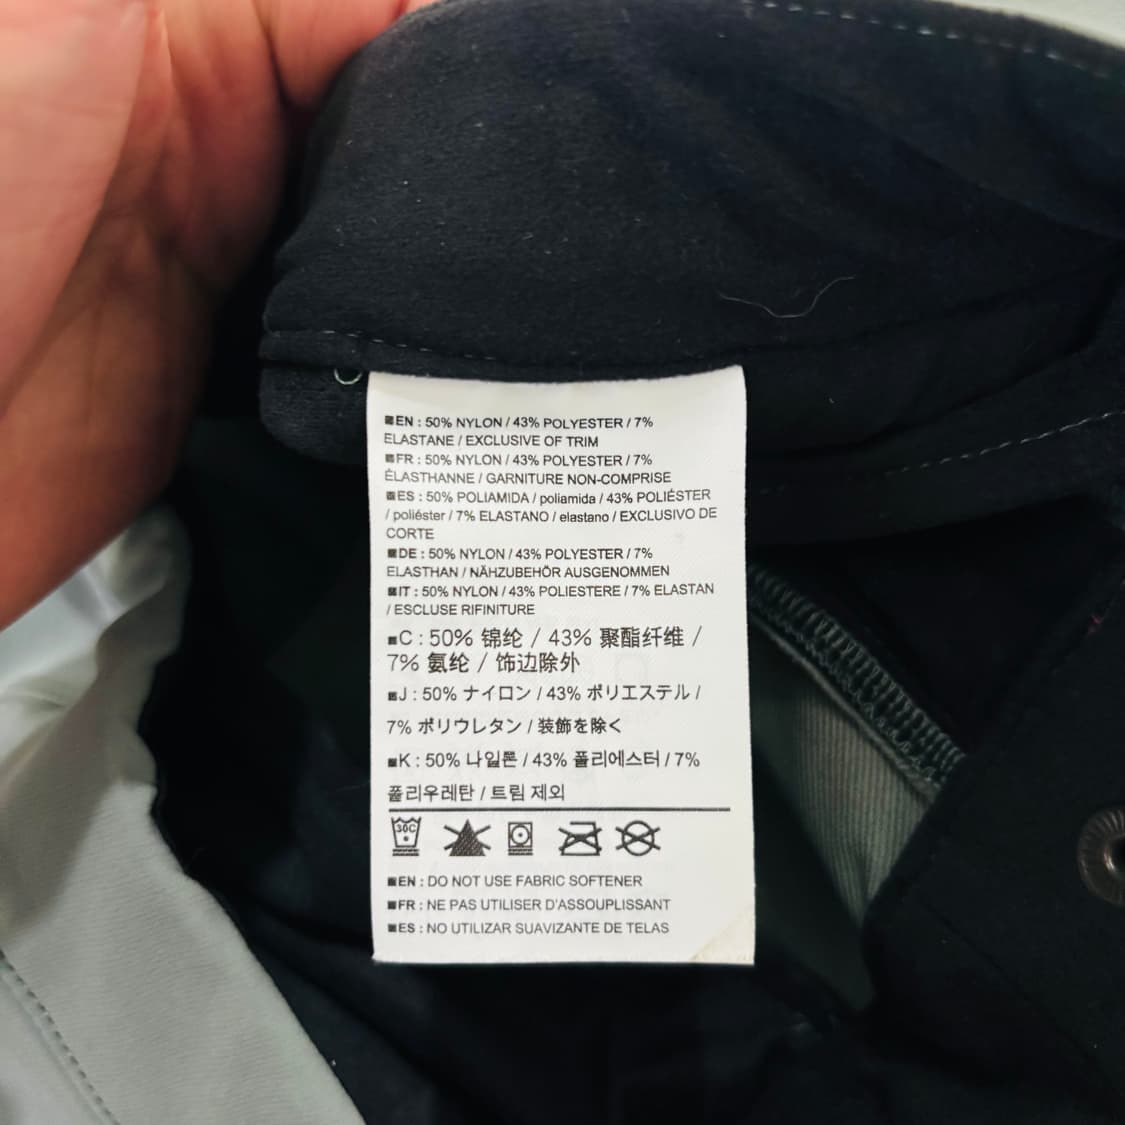 EN : 50% NYLON / 43% POLYESTER / 7%
ELASTANE / EXCLUSIVE OF TRIM
FR : 50% NYLON / 43% POLYESTER / 7%
ÉLASTHANNE / GARNITURE NON-COMPRISE
ES : 50% POLIAMIDA / poliamida / 43% POLIÉSTER
/ poliéster / 7% ELASTANO / elastano / EXCLUSIVO DE
CORTE
DE : 50% NYLON / 43% POLYESTER / 7%
ELASTHAN / NÄHZUBEHÖR AUSGENOMMEN
IT : 50% NYLON / 43% POLIESTERE / 7% ELASTAN
/ ESCLUSE RIFINITURE
C : 50% 锦纶 / 43% 聚酯纤维 /
7% 氨纶 / 饰边除外
J : 50% ナイロン / 43% ポリエステル /
7% ポリウレタン / 装飾を除く
K : 50% 나일론 / 43% 폴리에스터 / 7%
폴리우레탄 / 트림 제외
30C
EN : DO NOT USE FABRIC SOFTENER
FR : NE PAS UTILISER D'ASSOUPLISSANT
ES : NO UTILIZAR SUAVIZANTE DE TELAS